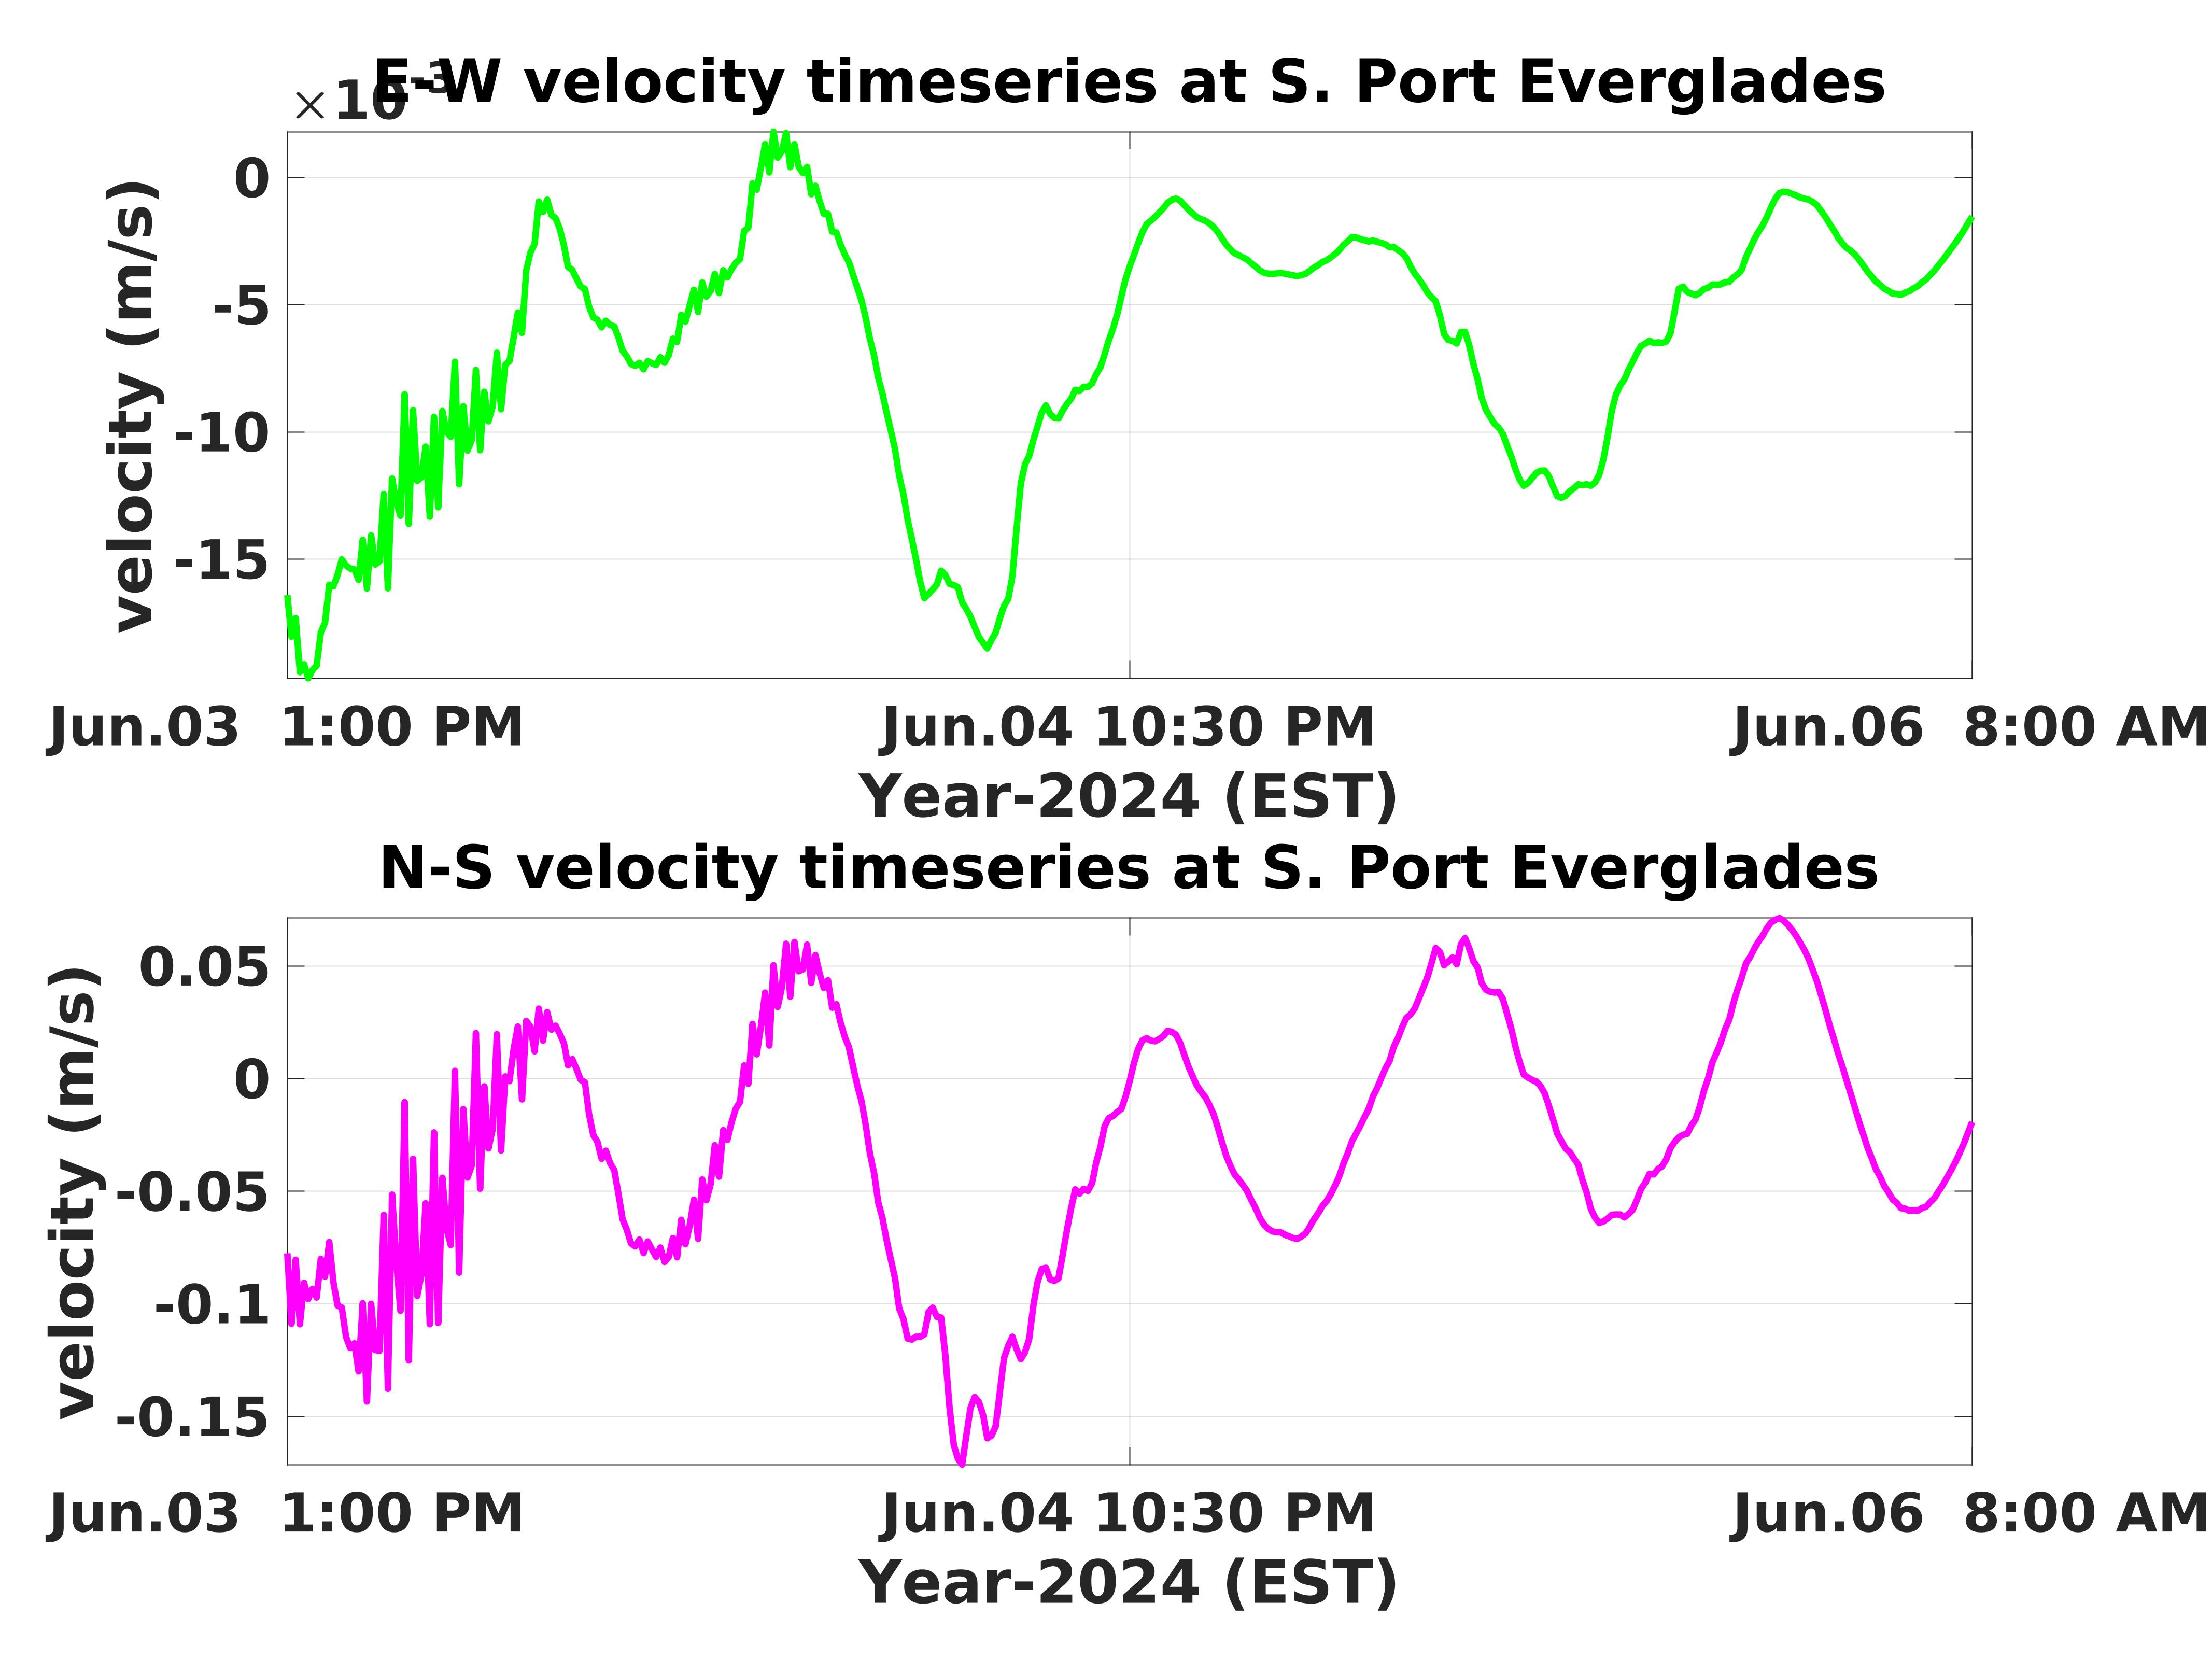 E-W velocity timeseries at S. Port Everglades
×10-3
velocity (m/s)
0
-5
-10
-15
Jun.03 1:00 PM Jun.04 10:30 PM Jun.06 8:00 AM
Year-2024 (EST)
N-S velocity timeseries at S. Port Everglades
velocity (m/s)
0.05
0
-0.05
-0.1
-0.15
Jun.03 1:00 PM Jun.04 10:30 PM Jun.06 8:00 AM
Year-2024 (EST)